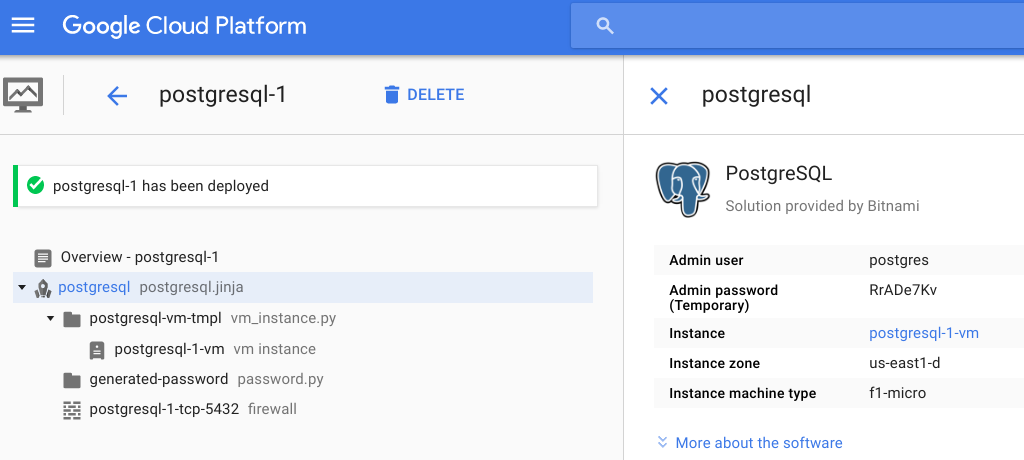 Google Cloud Platform
postgresql-1
DELETE
postgresql-1 has been deployed
Overview - postgresql-1
postgresql postgresql.jinja
postgresql-vm-tmpl vm_instance.py
postgresql-1-vm vm instance
generated-password password.py
postgresql-1-tcp-5432 firewall
postgresql
PostgreSQL
Solution provided by Bitnami
Admin user postgres
Admin password RrADe7Kv
(Temporary)
Instance postgresql-1-vm
Instance zone us-east1-d
Instance machine type f1-micro
More about the software